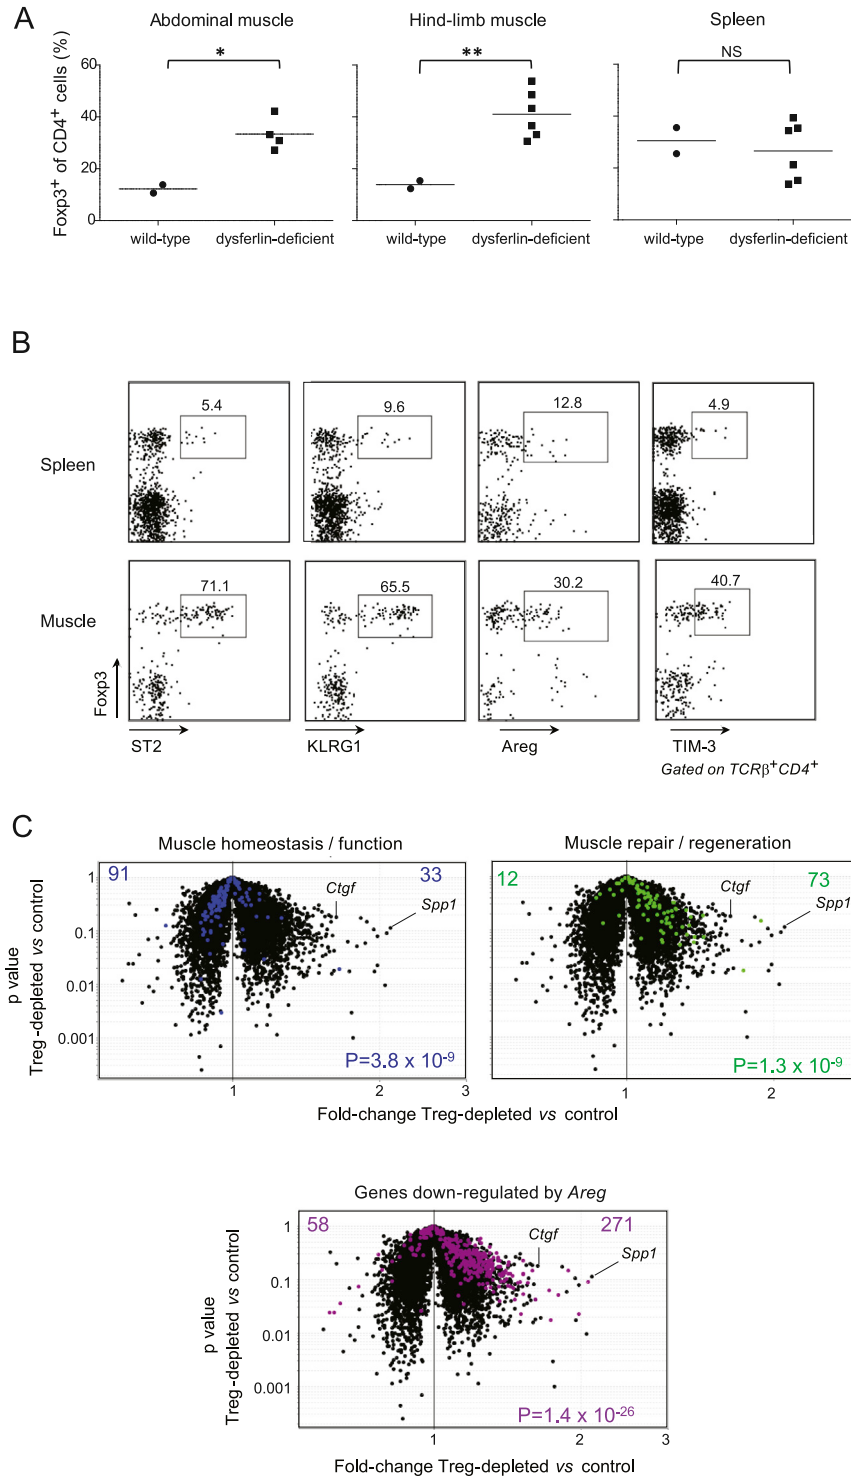 A
Abdominal muscle
Hind-limb muscle
Spleen
*
**
NS
Foxp3⁺ of CD4⁺ cells (%)
60
40
20
0
wild-type
dysferlin-deficient
wild-type
dysferlin-deficient
wild-type
dysferlin-deficient
B
5.4
9.6
12.8
4.9
Spleen
71.1
65.5
30.2
40.7
Muscle
Foxp3
ST2
KLRG1
Areg
TIM-3
Gated on TCRβ⁺CD4⁺
C
Muscle homeostasis / function
Muscle repair / regeneration
91
33
12
73
Ctgf
Spp1
Ctgf
Spp1
p value
Treg-depleted vs control
1
0.1
0.01
0.001
P=3.8 x 10⁻⁹
P=1.3 x 10⁻⁹
1
2
3
1
2
Fold-change Treg-depleted vs control
Genes down-regulated by Areg
58
271
Ctgf
Spp1
p value
Treg-depleted vs control
1
0.1
0.01
0.001
P=1.4 x 10⁻²⁶
1
2
3
Fold-change Treg-depleted vs control